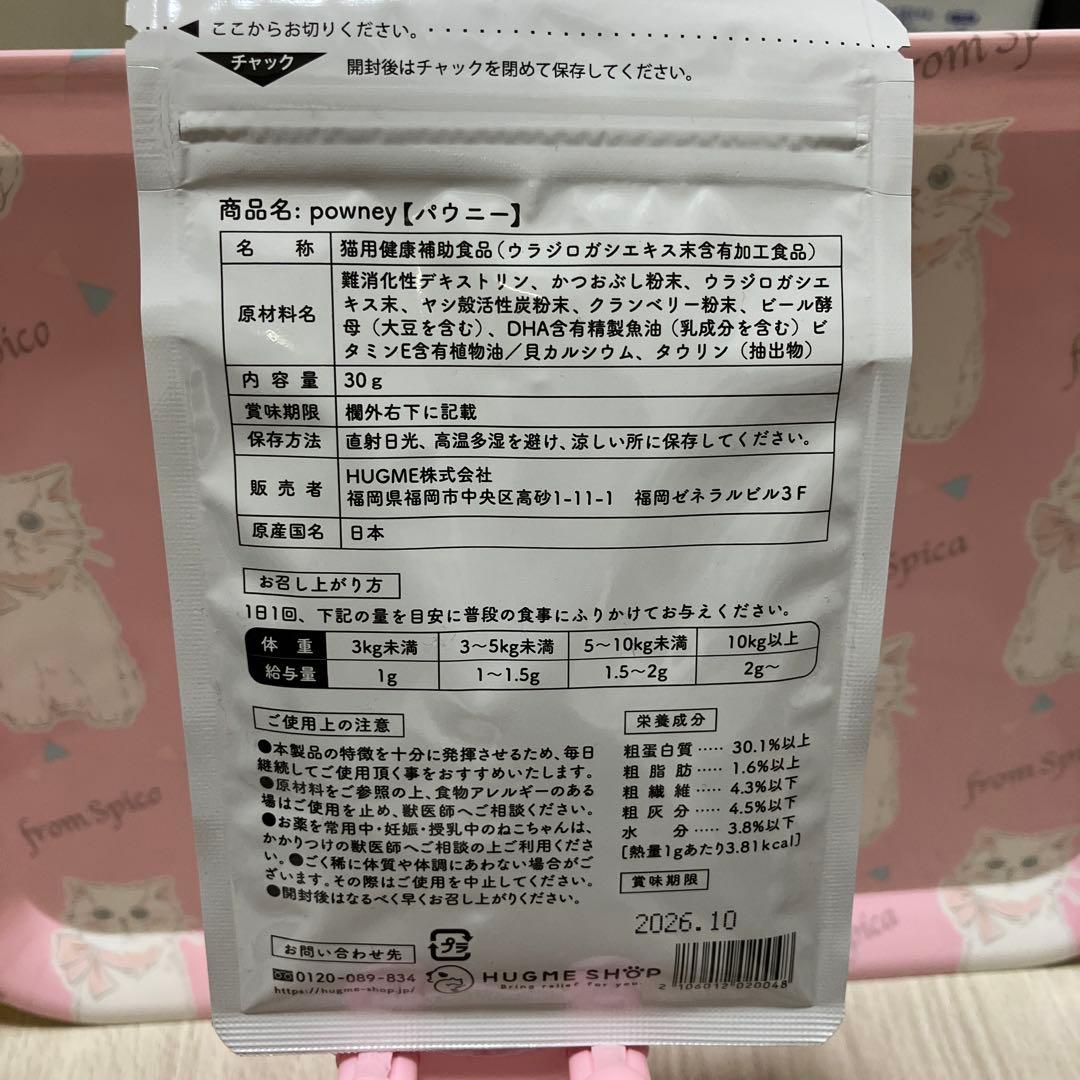 ここからお切りください。
チャック
開封後はチャックを閉めて保存してください。
商品名: powney【パウニー】
名 称 猫用健康補助食品(ウラジロガシエキス末含有加工食品)
原材料名 難消化性デキストリン、かつおぶし粉末、ウラジロガシエ
キス末、ヤシ殻活性炭粉末、クランベリー粉末、ビール酵
母(大豆を含む)、DHA含有精製魚油(乳成分を含む)ビ
タミンE含有植物油/貝カルシウム、タウリン(抽出物)
内容量 30g
賞味期限 欄外右下に記載
保存方法 直射日光、高温多湿を避け、涼しい所に保存してください。
販売者 HUGME株式会社
福岡県福岡市中央区高砂1-11-1 福岡ゼネラルビル3F
原産国名 日本
お召し上がり方
1日1回、下記の量を目安に普段の食事にふりかけてお与えください。
体 重 3kg未満 3〜5kg未満 5〜10kg未満 10kg以上
給与量 1g 1〜1.5g 1.5〜2g 2g〜
ご使用上の注意
●本製品の特徴を十分に発揮させるため、毎日
継続してご使用頂く事をおすすめいたします。
●原材料をご参照の上、食物アレルギーのある
場はご使用を止め、獣医師へご相談ください。
●お薬を常用中・妊娠・授乳中のねこちゃんは、
かかりつけの獣医師へご相談の上ご利用くださ
い。●ごく稀に体質や体調にあわない場合がご
ざいます。その際はご使用を中止してください。
●開封後はなるべく早くお召し上がりください。
栄養成分
粗蛋白質 ····· 30.1%以上
粗脂肪 ····· 1.6%以上
粗繊維 ····· 4.3%以下
粗灰分 ····· 4.5%以下
水分 ····· 3.8%以下
[熱量1gあたり3.81kcal]
賞味期限
2026.10
お問い合わせ先
0120-089-834
https://hugme-shop.jp/
プラ
HUGME SHOP
Bring relief for you.
2 106012 020048
from Spica
from Spica
from Spica
from Spica
Spica